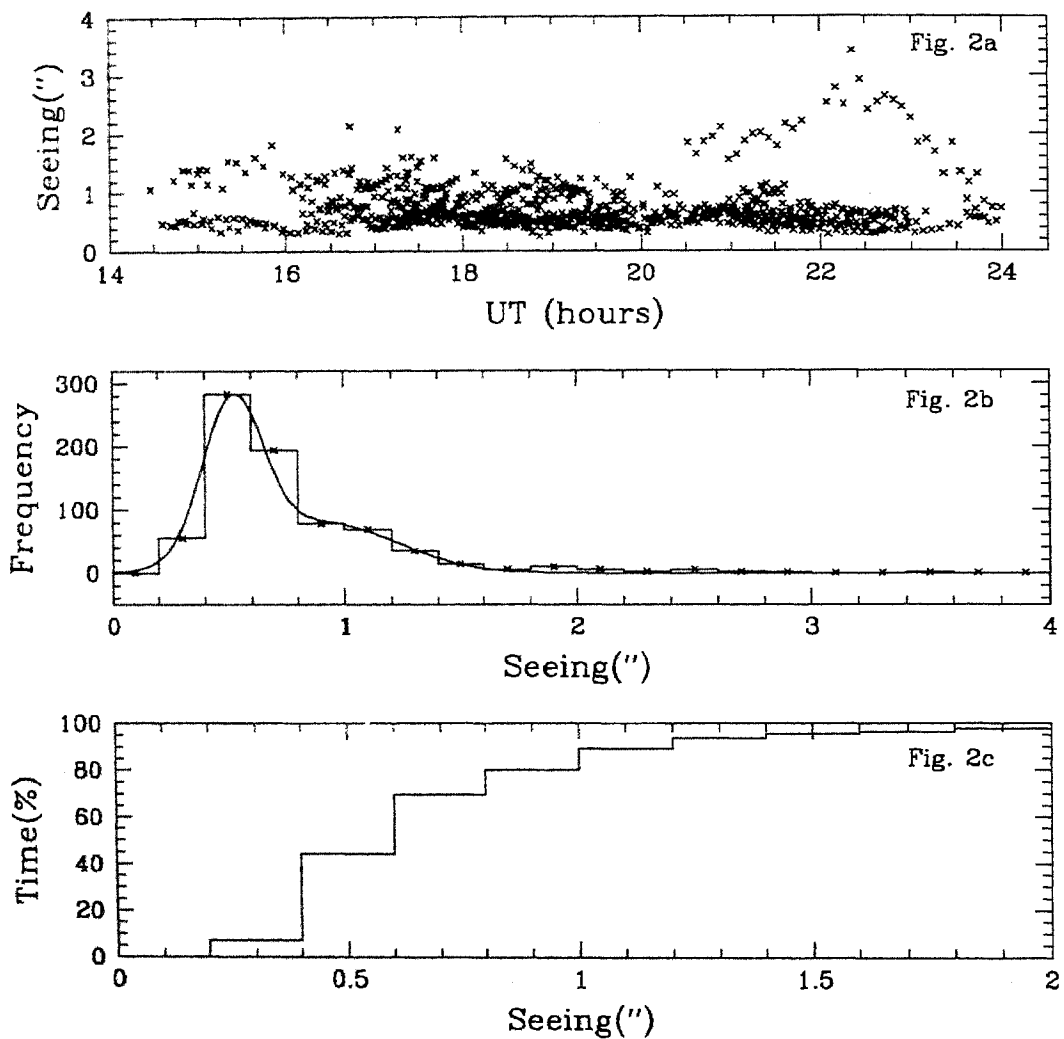 Fig. 2a
4
3
2
1
0
Seeing(")
14 16 18 20 22 24
UT (hours)
Fig. 2b
300
200
100
0
Frequency
0 1 2 3 4
Seeing(")
Fig. 2c
100
80
60
40
20
0
Time(%)
0 0.5 1 1.5 2
Seeing(")